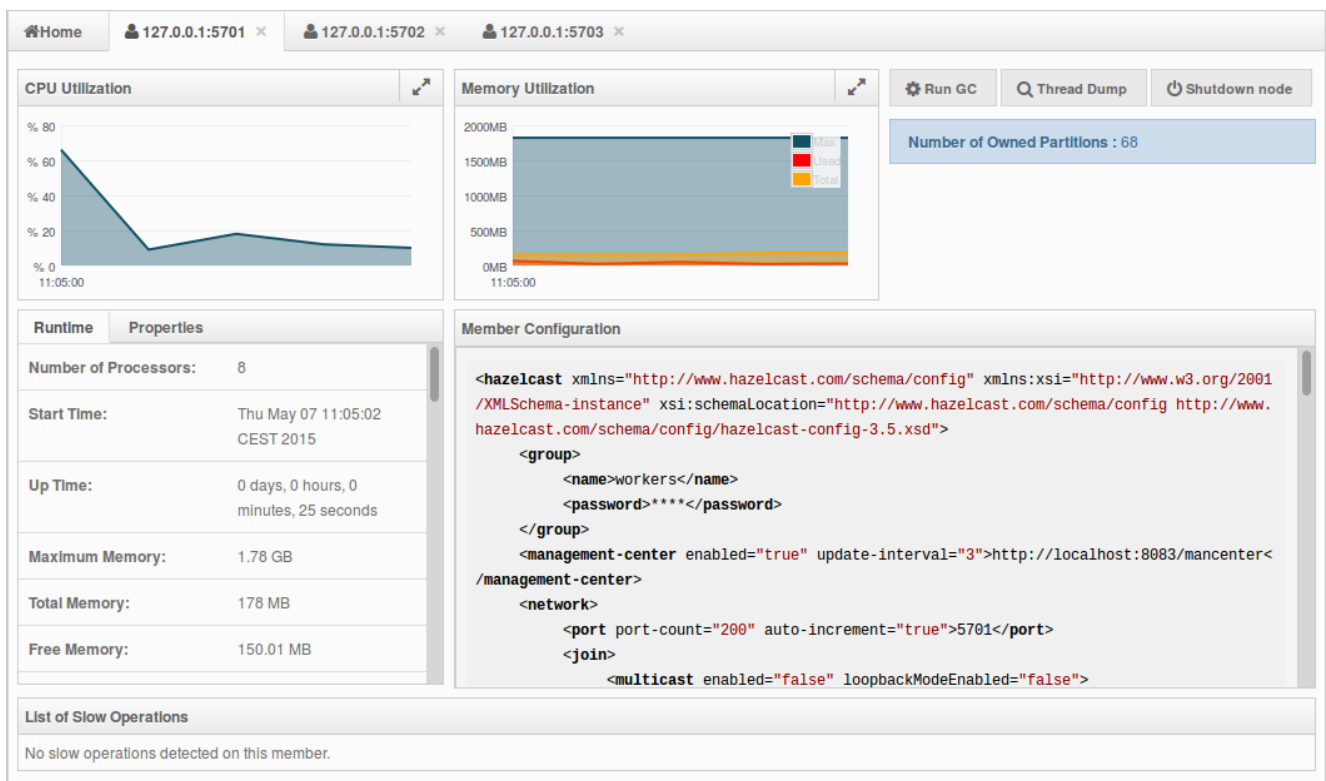 Home 127.0.0.1:5701 × 127.0.0.1:5702 × 127.0.0.1:5703 ×
CPU Utilization
% 80
% 60
% 40
% 20
% 0
11:05:00
Memory Utilization
2000MB
1500MB
1000MB
500MB
0MB
11:05:00
Max
Used
Total
Run GC Thread Dump Shutdown node
Number of Owned Partitions : 68
Runtime Properties
Number of Processors: 8
Start Time: Thu May 07 11:05:02
CEST 2015
Up Time: 0 days, 0 hours, 0
minutes, 25 seconds
Maximum Memory: 1.78 GB
Total Memory: 178 MB
Free Memory: 150.01 MB
Member Configuration
<hazelcast xmlns="http://www.hazelcast.com/schema/config" xmlns:xsi="http://www.w3.org/2001
/XMLSchema-instance" xsi:schemaLocation="http://www.hazelcast.com/schema/config http://www.
hazelcast.com/schema/config/hazelcast-config-3.5.xsd">
<group>
<name>workers</name>
<password>****</password>
</group>
<management-center enabled="true" update-interval="3">http://localhost:8083/mancenter<
/management-center>
<network>
<port port-count="200" auto-increment="true">5701</port>
<join>
<multicast enabled="false" loopbackModeEnabled="false">
List of Slow Operations
No slow operations detected on this member.